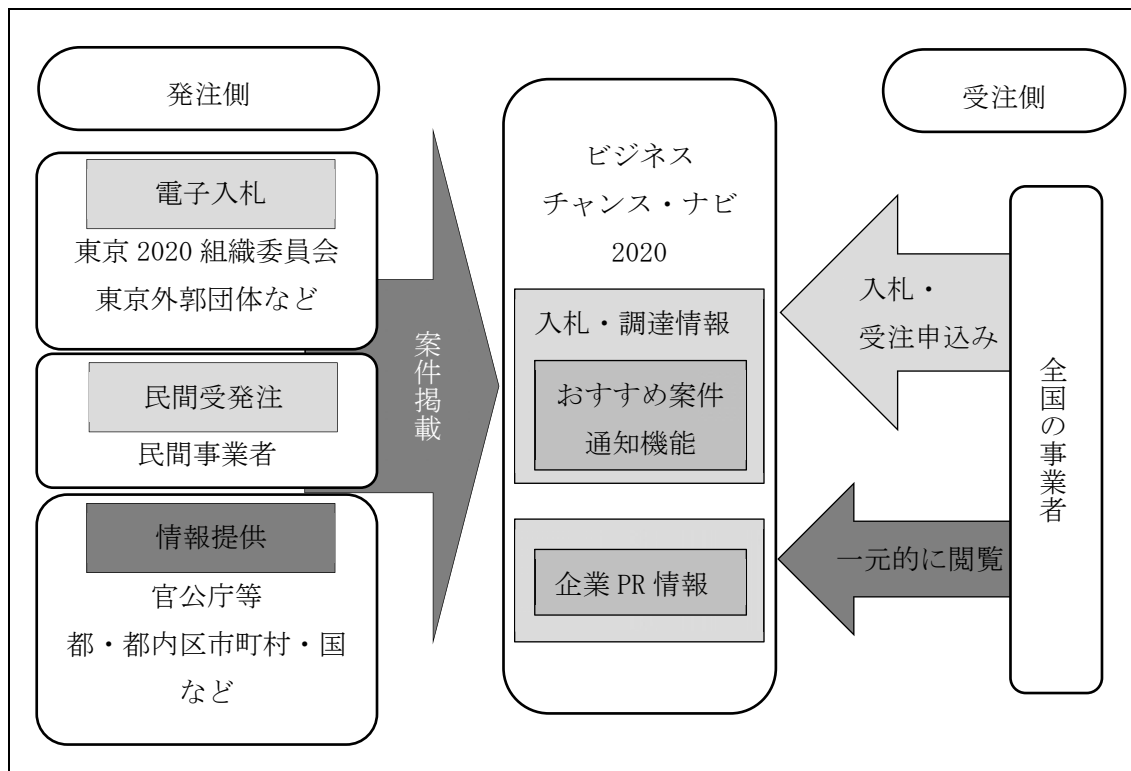 発注側
電子入札
東京 2020 組織委員会
東京外郭団体など
民間受発注
民間事業者
情報提供
官公庁等
都・都内区市町村・国
など
案件掲載
ビジネス
チャンス・ナビ
2020
入札・調達情報
おすすめ案件
通知機能
企業 PR 情報
受注側
入札・
受注申込み
一元的に閲覧
全国の事業者